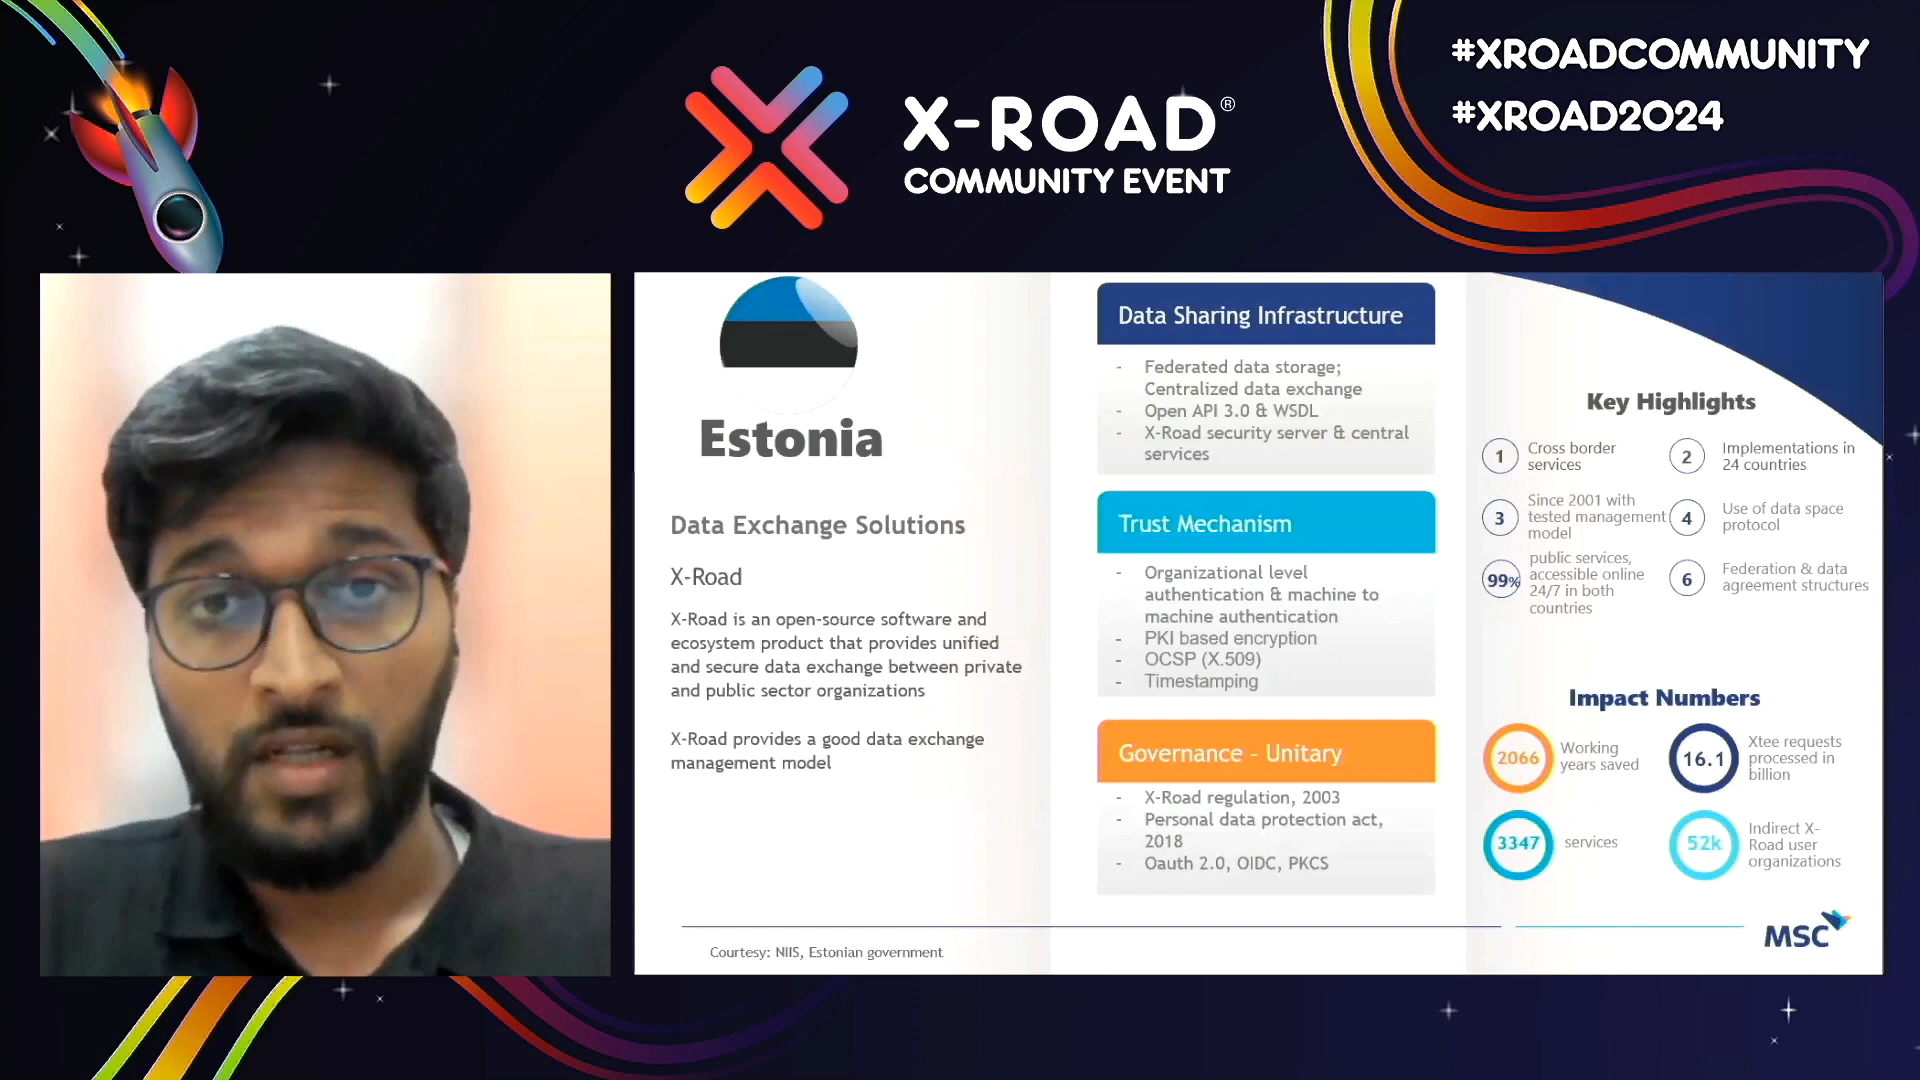 #XROADCOMMUNITY
#XROAD2024
X-ROAD®
COMMUNITY EVENT
Estonia
Data Exchange Solutions
X-Road
X-Road is an open-source software and
ecosystem product that provides unified
and secure data exchange between private
and public sector organizations
X-Road provides a good data exchange
management model
Data Sharing Infrastructure
- Federated data storage;
Centralized data exchange
- Open API 3.0 & WSDL
- X-Road security server & central
services
Trust Mechanism
- Organizational level
authentication & machine to
machine authentication
- PKI based encryption
- OCSP (X.509)
- Timestamping
Governance - Unitary
- X-Road regulation, 2003
- Personal data protection act,
2018
- Oauth 2.0, OIDC, PKCS
Key Highlights
1 Cross border
services
2 Implementations in
24 countries
3 Since 2001 with
tested management
model
4 Use of data space
protocol
99% public services,
accessible online
24/7 in both
countries
6 Federation & data
agreement structures
Impact Numbers
2066 Working
years saved
16.1 Xtee requests
processed in
billion
3347 services
52k Indirect X-
Road user
organizations
Courtesy: NIIS, Estonian government
MSC